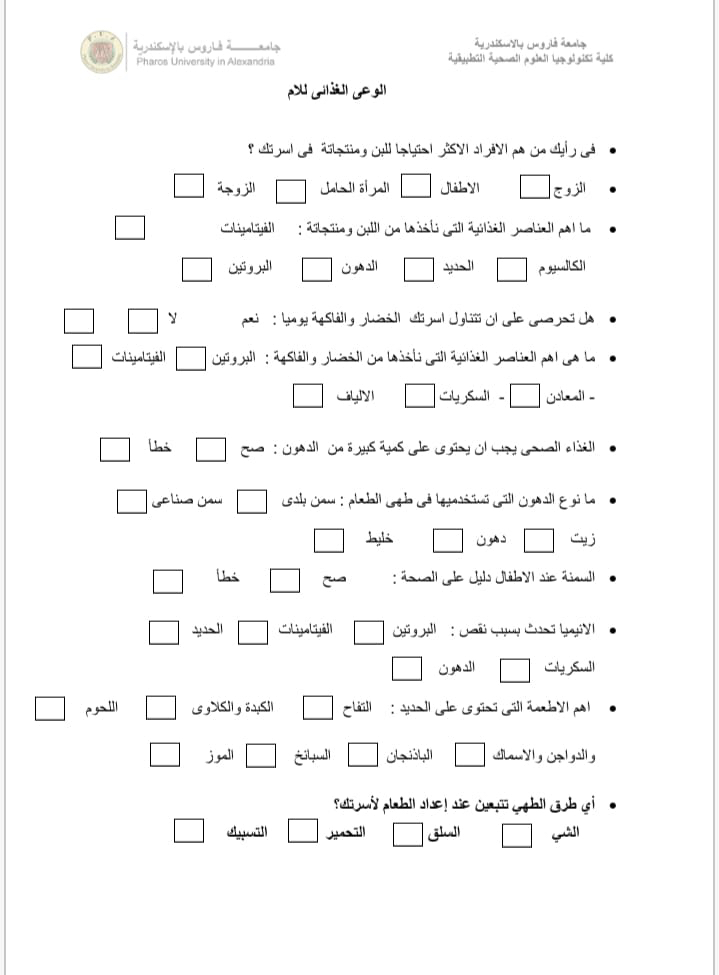 جامعة فاروس بالاسكندرية
كلية تكنولوجيا العلوم الصحية التطبيقية
جامعـــــة فـاروس بـالإسكندرية
Pharos University in Alexandria
الوعى الغذائى للام
• فى رأيك من هم الافراد الاكثر احتياجا للبن ومنتجاتة فى اسرتك ؟
• الزوج الاطفال المرأة الحامل الزوجة
• ما اهم العناصر الغذائية التى نأخذها من اللبن ومنتجاتة : الفيتامينات
الكالسيوم الحديد الدهون البروتين
• هل تحرصى على ان تتناول اسرتك الخضار والفاكهة يوميا : نعم لا
• ما هى اهم العناصر الغذائية التى نأخذها من الخضار والفاكهة : البروتين الفيتامينات
- المعادن - السكريات الالياف
• الغذاء الصحى يجب ان يحتوى على كمية كبيرة من الدهون : صح خطأ
• ما نوع الدهون التى تستخدميها فى طهى الطعام : سمن بلدى سمن صناعى
زيت دهون خليط
• السمنة عند الاطفال دليل على الصحة : صح خطأ
• الانيميا تحدث بسبب نقص : البروتين الفيتامينات الحديد
السكريات الدهون
• اهم الاطعمة التى تحتوى على الحديد : التفاح الكبدة والكلاوى اللحوم
والدواجن والاسماك الباذنجان السبانخ الموز
• أي طرق الطهي تتبعين عند إعداد الطعام لأسرتك؟
الشي السلق التحمير التسبيك